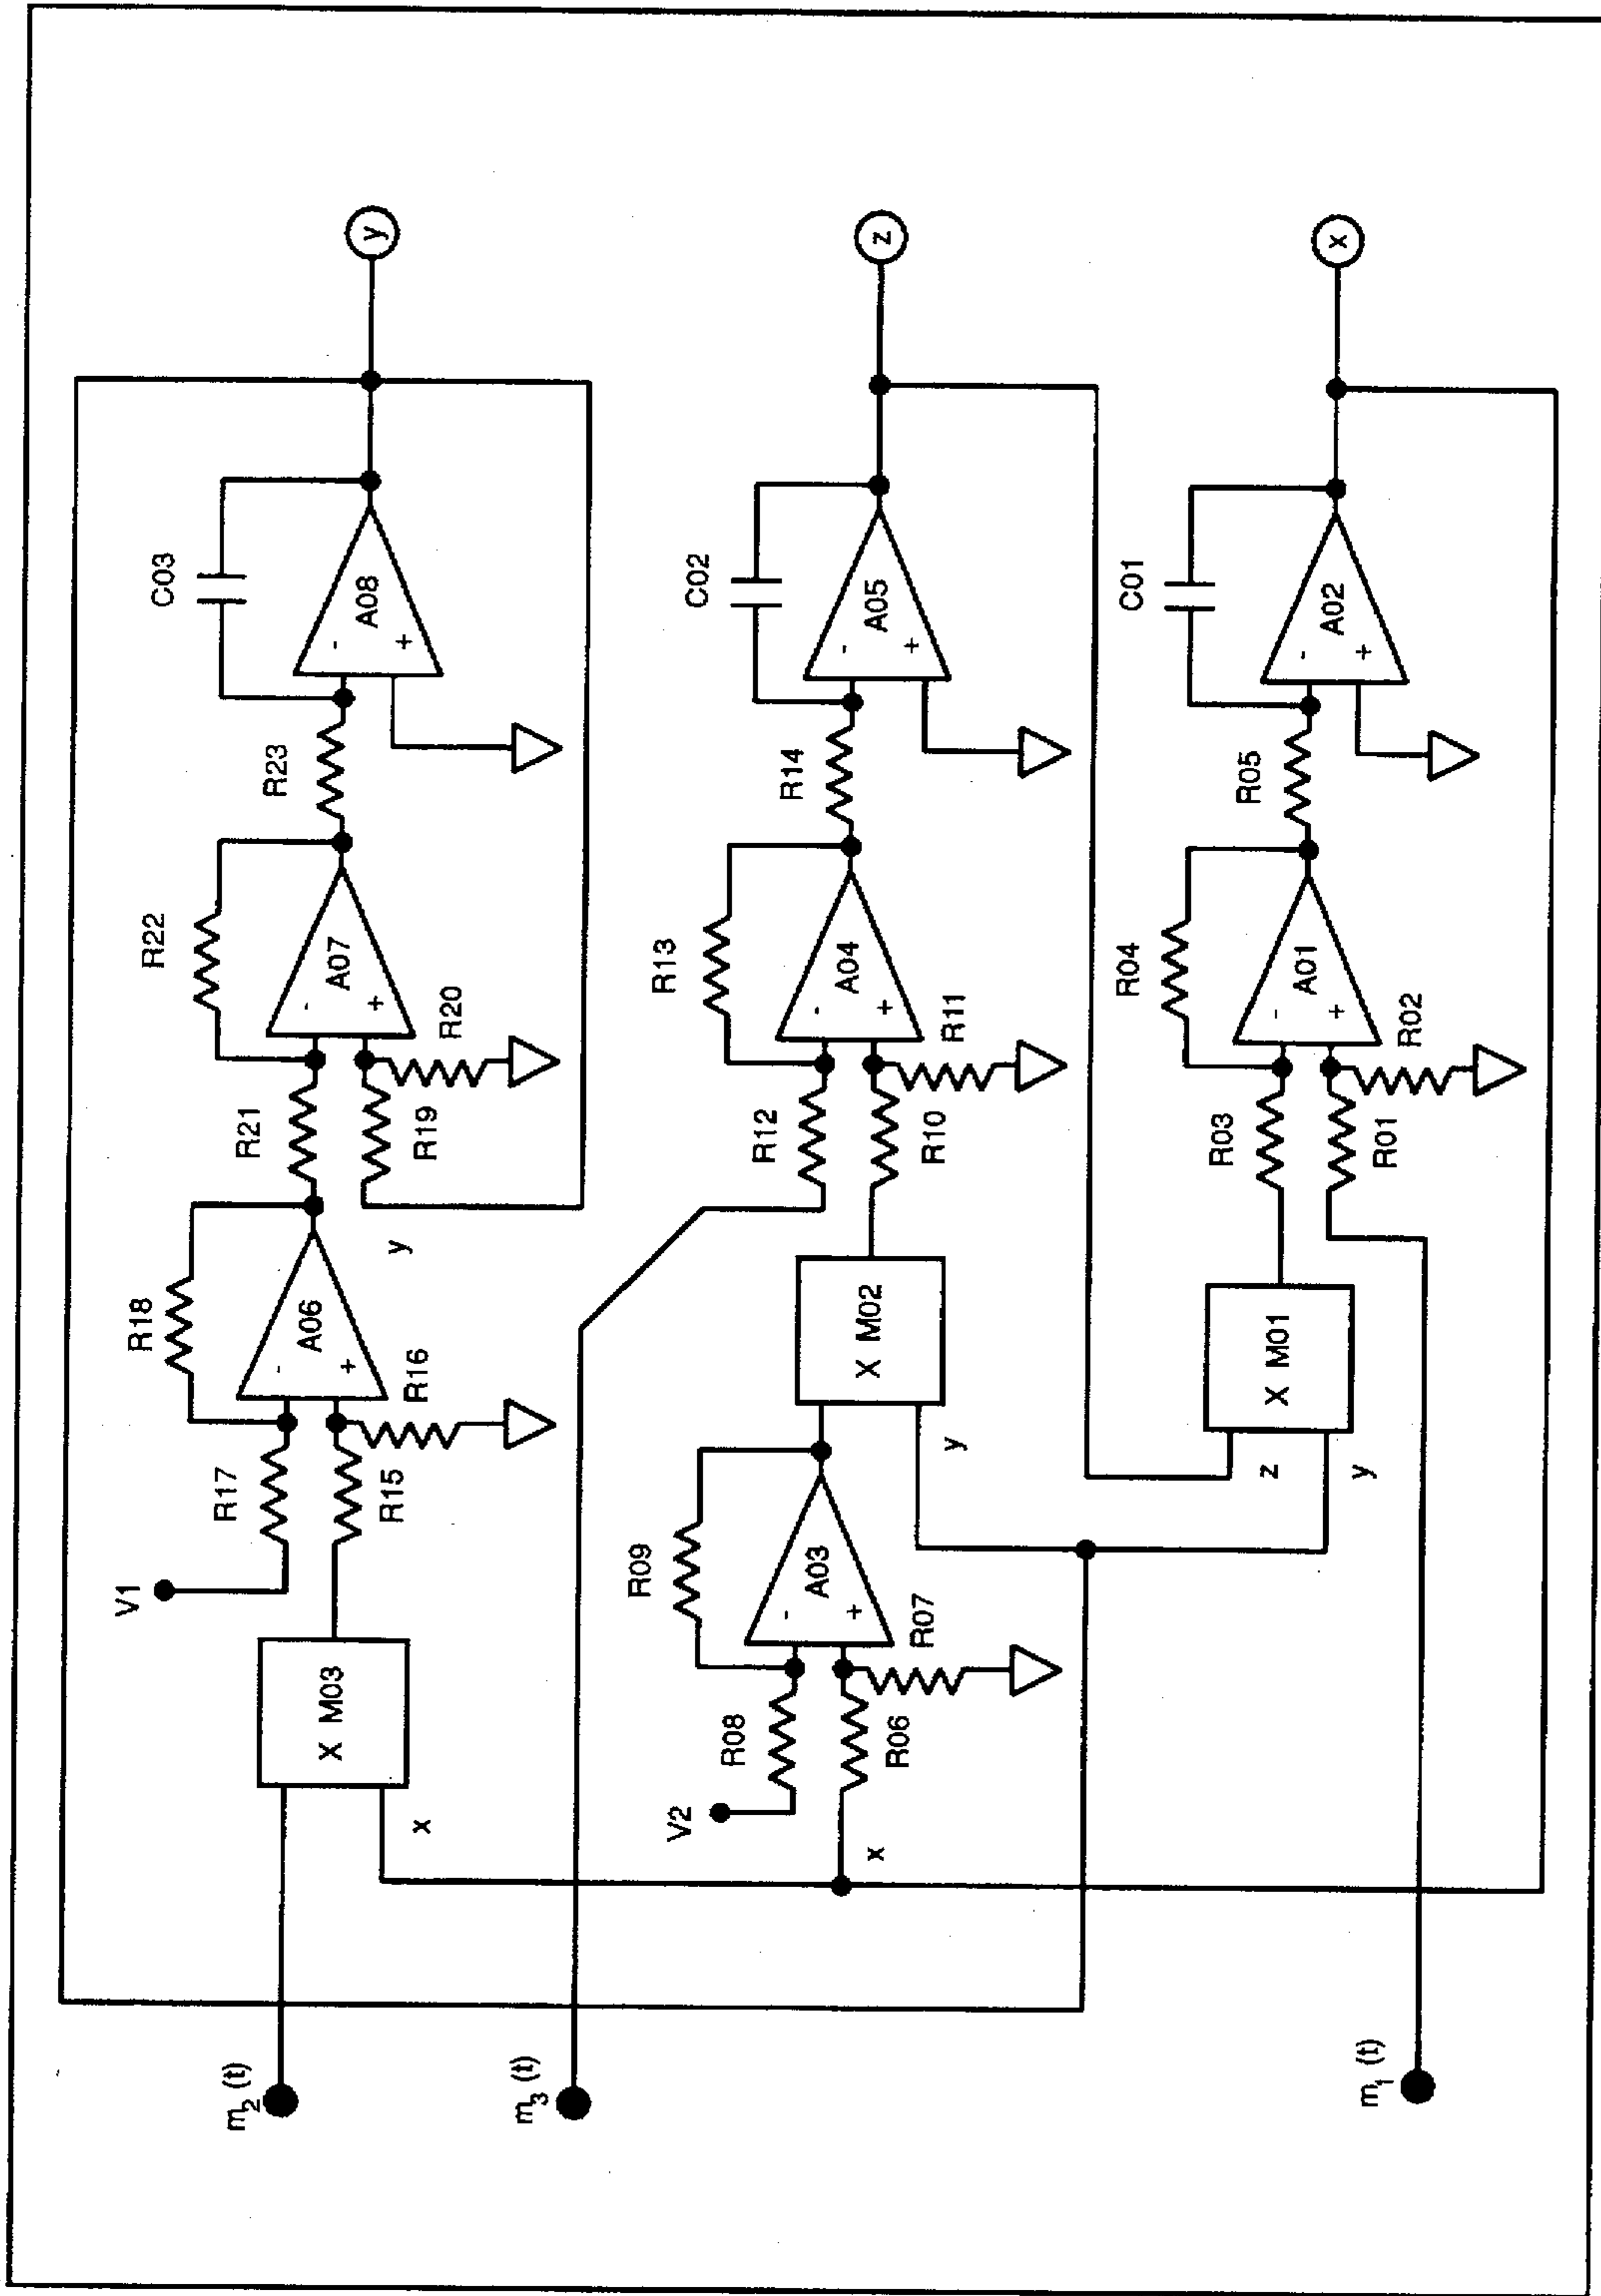 m2 (t)
X M03
x
V1
R17
R15
R16
R18
-
+
A06
y
R21
R19
R20
R22
-
+
A07
R23
C03
-
+
A08
y
m3 (t)
V2
x
R08
R06
R07
R09
-
+
A03
y
X M02
R12
R10
R11
R13
-
+
A04
R14
C02
-
+
A05
z
m1 (t)
z
y
X M01
R03
R01
R02
R04
-
+
A01
R05
C01
-
+
A02
x